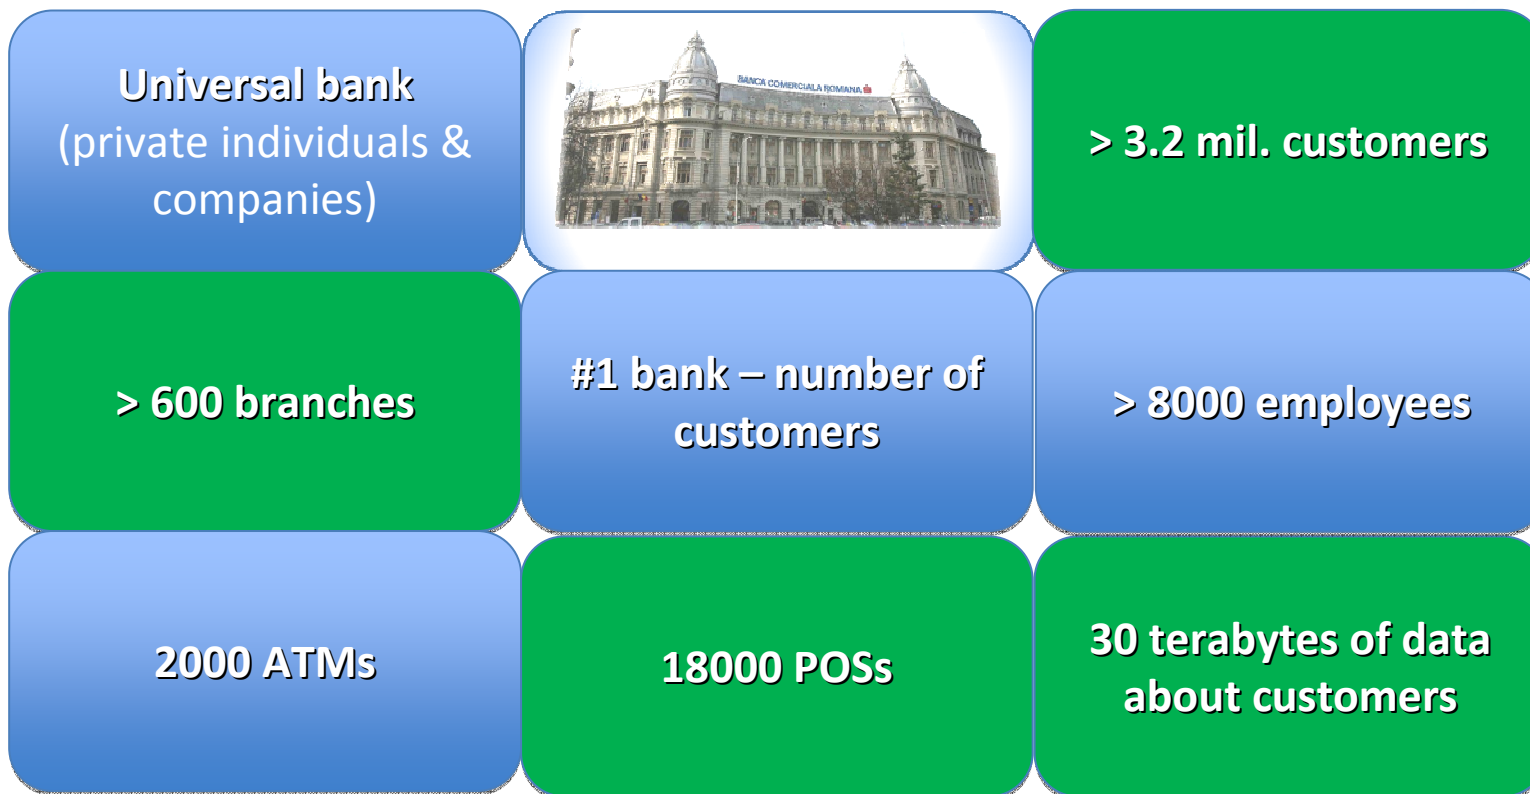 Universal bank
(private individuals &
companies)
BANCA COMERCIALA ROMANA
> 3.2 mil. customers
> 600 branches
#1 bank – number of
customers
> 8000 employees
2000 ATMs
18000 POSs
30 terabytes of data
about customers